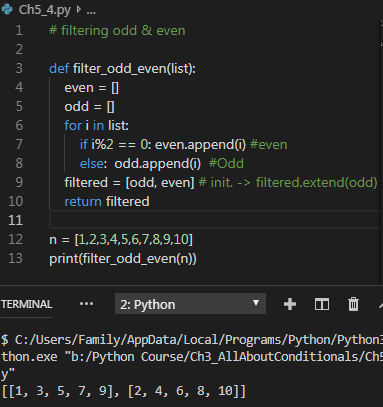 Ch5_4.py > ...
1 # filtering odd & even
2
3 def filter_odd_even(list):
4 even = []
5 odd = []
6 for i in list:
7 if i%2 == 0: even.append(i) #even
8 else: odd.append(i) #Odd
9 filtered = [odd, even] # init. -> filtered.extend(odd)
10 return filtered
11
12 n = [1,2,3,4,5,6,7,8,9,10]
13 print(filter_odd_even(n))
TERMINAL ... 2: Python
$ C:/Users/Family/AppData/Local/Programs/Python/Python3
thon.exe "b:/Python Course/Ch3_AllAboutConditionals/Ch5
y"
[[1, 3, 5, 7, 9], [2, 4, 6, 8, 10]]